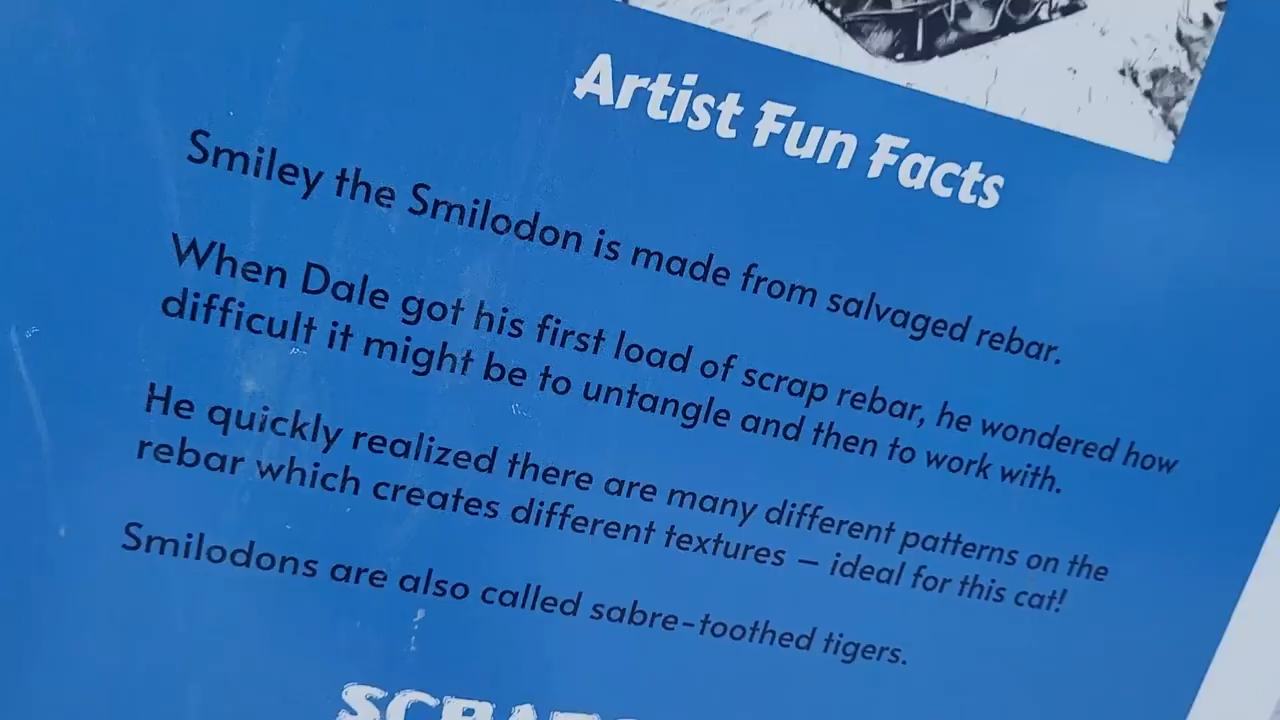 Artist Fun Facts
Smiley the Smilodon is made from salvaged rebar.
When Dale got his first load of scrap rebar, he wondered how
difficult it might be to untangle and then to work with.
He quickly realized there are many different patterns on the
rebar which creates different textures – ideal for this cat!
Smilodons are also called sabre-toothed tigers.